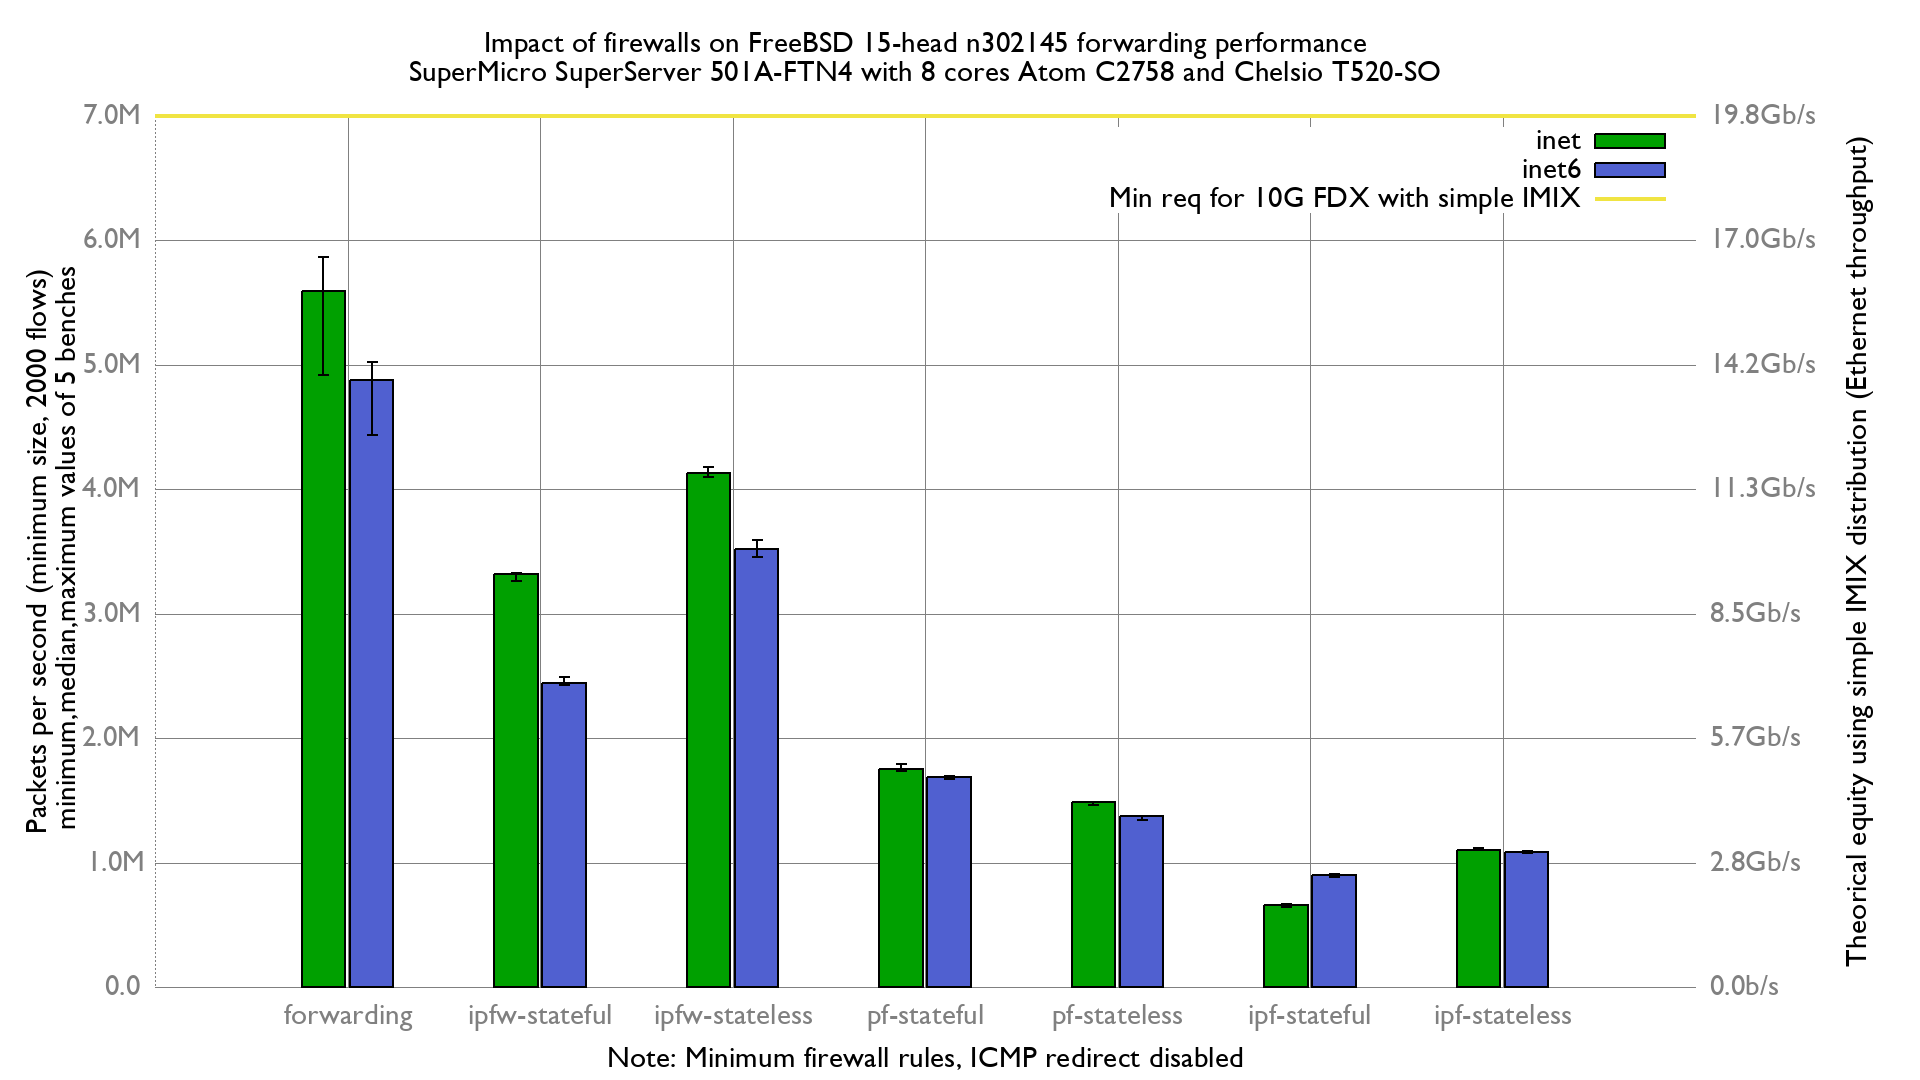 Impact of firewalls on FreeBSD 15-head n302145 forwarding performance
SuperMicro SuperServer 501A-FTN4 with 8 cores Atom C2758 and Chelsio T520-SO
Packets per second (minimum size, 2000 flows)
minimum,median,maximum values of 5 benches
7.0M
6.0M
5.0M
4.0M
3.0M
2.0M
1.0M
0.0
inet
inet6
Min req for 10G FDX with simple IMIX
19.8Gb/s
17.0Gb/s
14.2Gb/s
11.3Gb/s
8.5Gb/s
5.7Gb/s
2.8Gb/s
0.0b/s
Theorical equity using simple IMIX distribution (Ethernet throughput)
forwarding
ipfw-stateful
ipfw-stateless
pf-stateful
pf-stateless
ipf-stateful
ipf-stateless
Note: Minimum firewall rules, ICMP redirect disabled